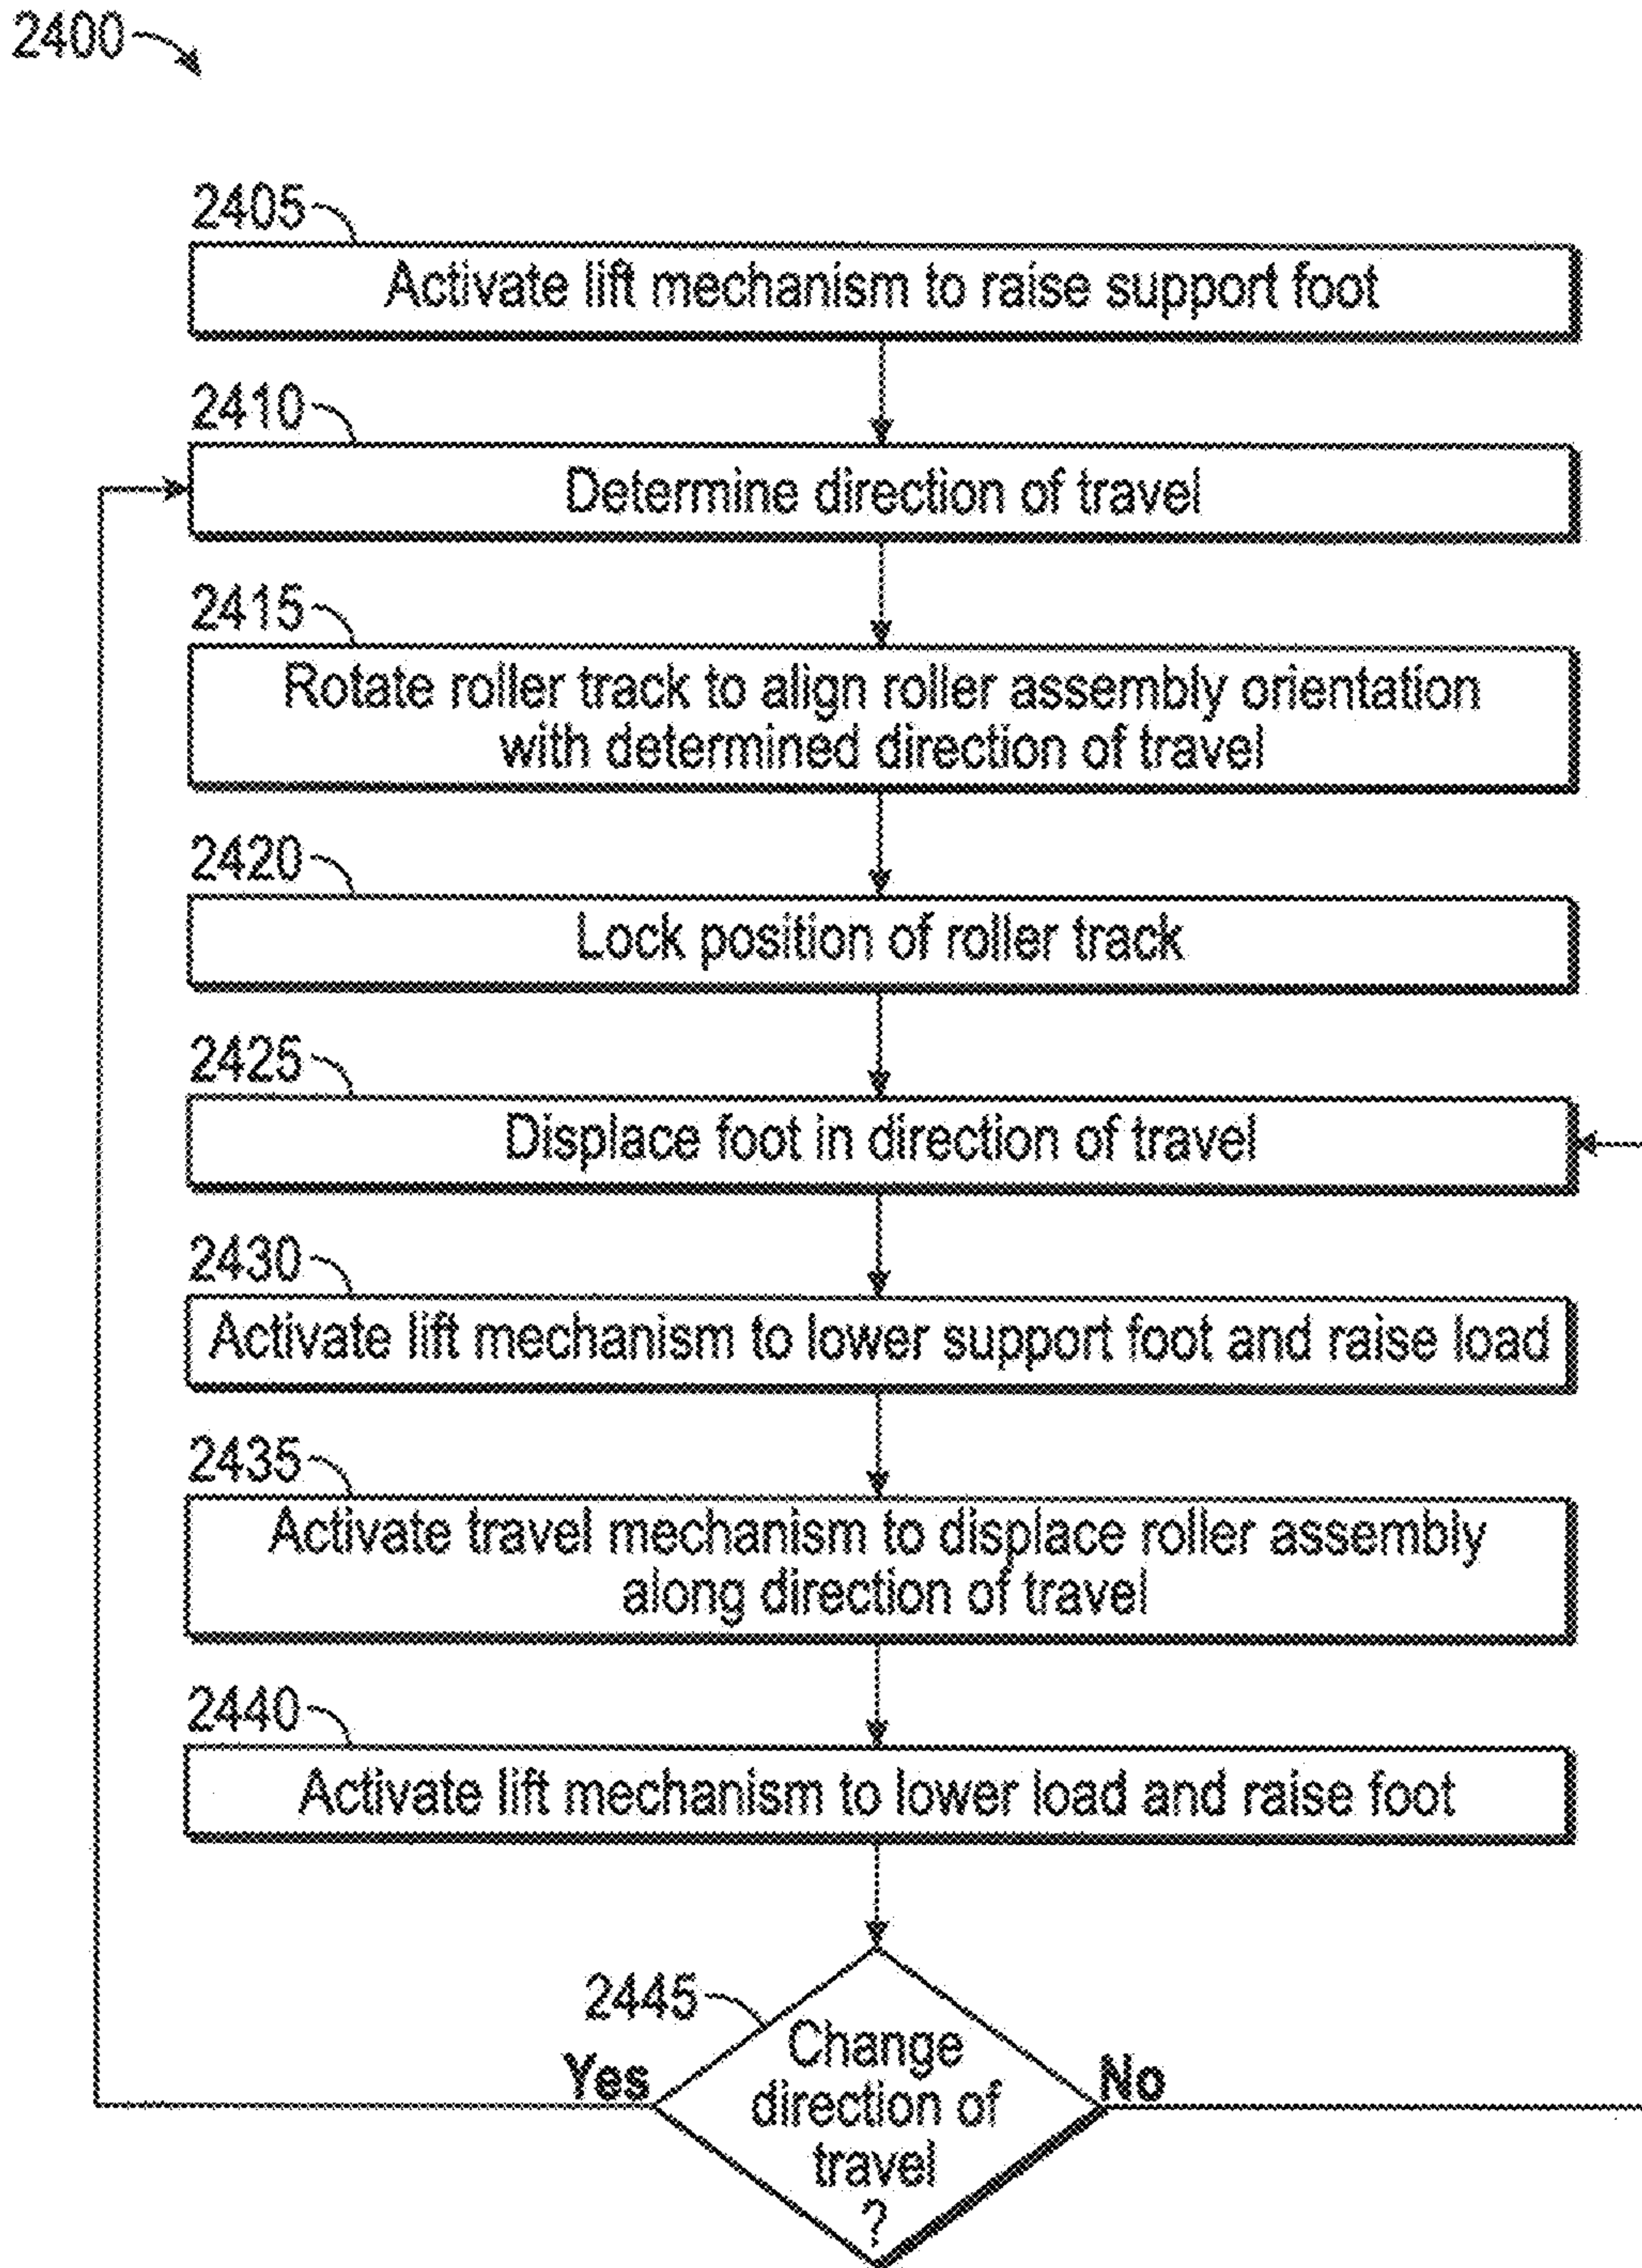 2400
2405
Activate lift mechanism to raise support foot
2410
Determine direction of travel
2415
Rotate roller track to align roller assembly orientation
with determined direction of travel
2420
Lock position of roller track
2425
Displace foot in direction of travel
2430
Activate lift mechanism to lower support foot and raise load
2435
Activate travel mechanism to displace roller assembly
along direction of travel
2440
Activate lift mechanism to lower load and raise foot
2445
Yes
Change
direction of
travel
?
No